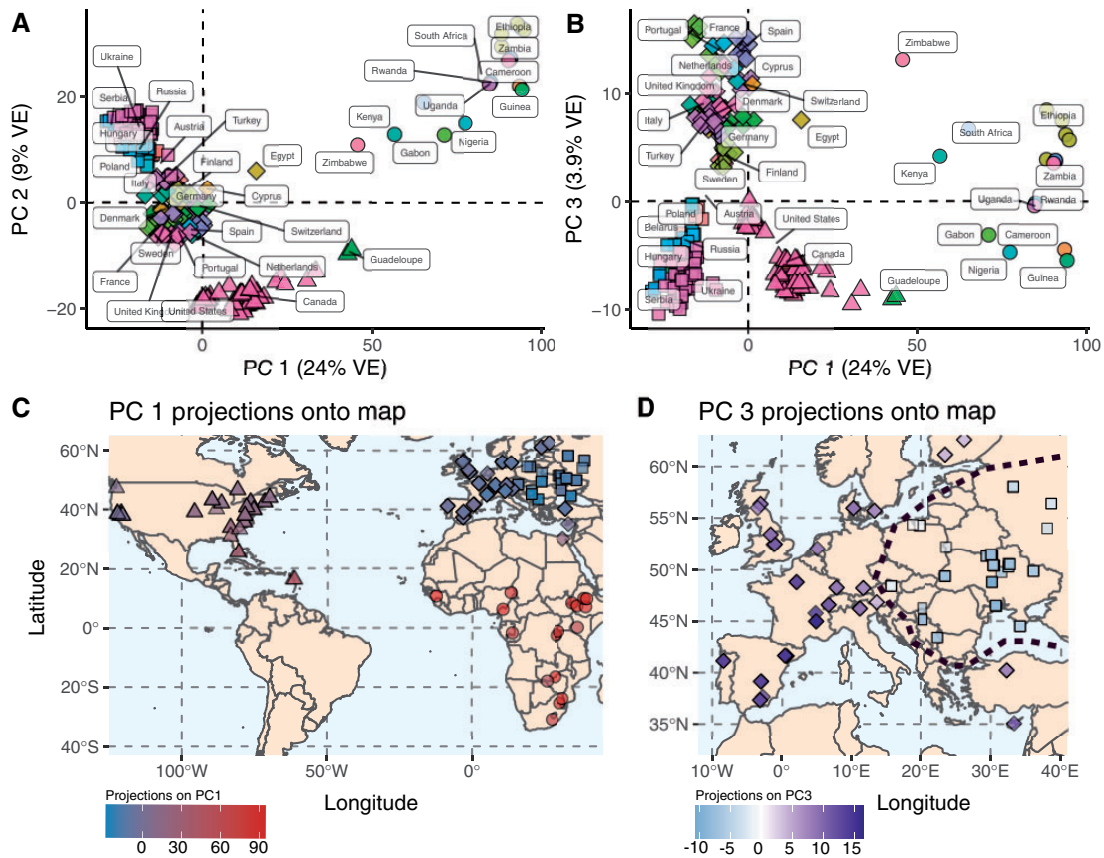 A
Ethiopia
South Africa
Zambia
Ukraine
Rwanda
Cameroon
Serbia
Russia
Uganda
Guinea
Hungary
Austria
Turkey
Kenya
Nigeria
Poland
Finland
Egypt
Zimbabwe
Gabon
Italy
Germany
Cyprus
Denmark
Spain
Switzerland
Sweden
Guadeloupe
France
Portugal
Netherlands
United Kingdom
United States
Canada
20
0
−20
0
50
100
PC 2 (9% VE)
PC 1 (24% VE)
B
Portugal
France
Spain
Zimbabwe
Netherlands
Cyprus
United Kingdom
Denmark
Switzerland
Ethiopia
Italy
Germany
Egypt
South Africa
Turkey
Finland
Kenya
Zambia
Sweden
Uganda
Rwanda
Poland
Austria
United States
Belarus
Gabon
Cameroon
Hungary
Russia
Canada
Nigeria
Guinea
Serbia
Ukraine
Guadeloupe
10
0
−10
0
50
100
PC 3 (3.9% VE)
PC 1 (24% VE)
C
PC 1 projections onto map
60°N
40°N
20°N
0°
20°S
40°S
Latitude
100°W
50°W
0°
Longitude
Projections on PC1
0 30 60 90
D
PC 3 projections onto map
60°N
55°N
50°N
45°N
40°N
35°N
10°W 0° 10°E 20°E 30°E 40°E
Longitude
Projections on PC3
-10 -5 0 5 10 15